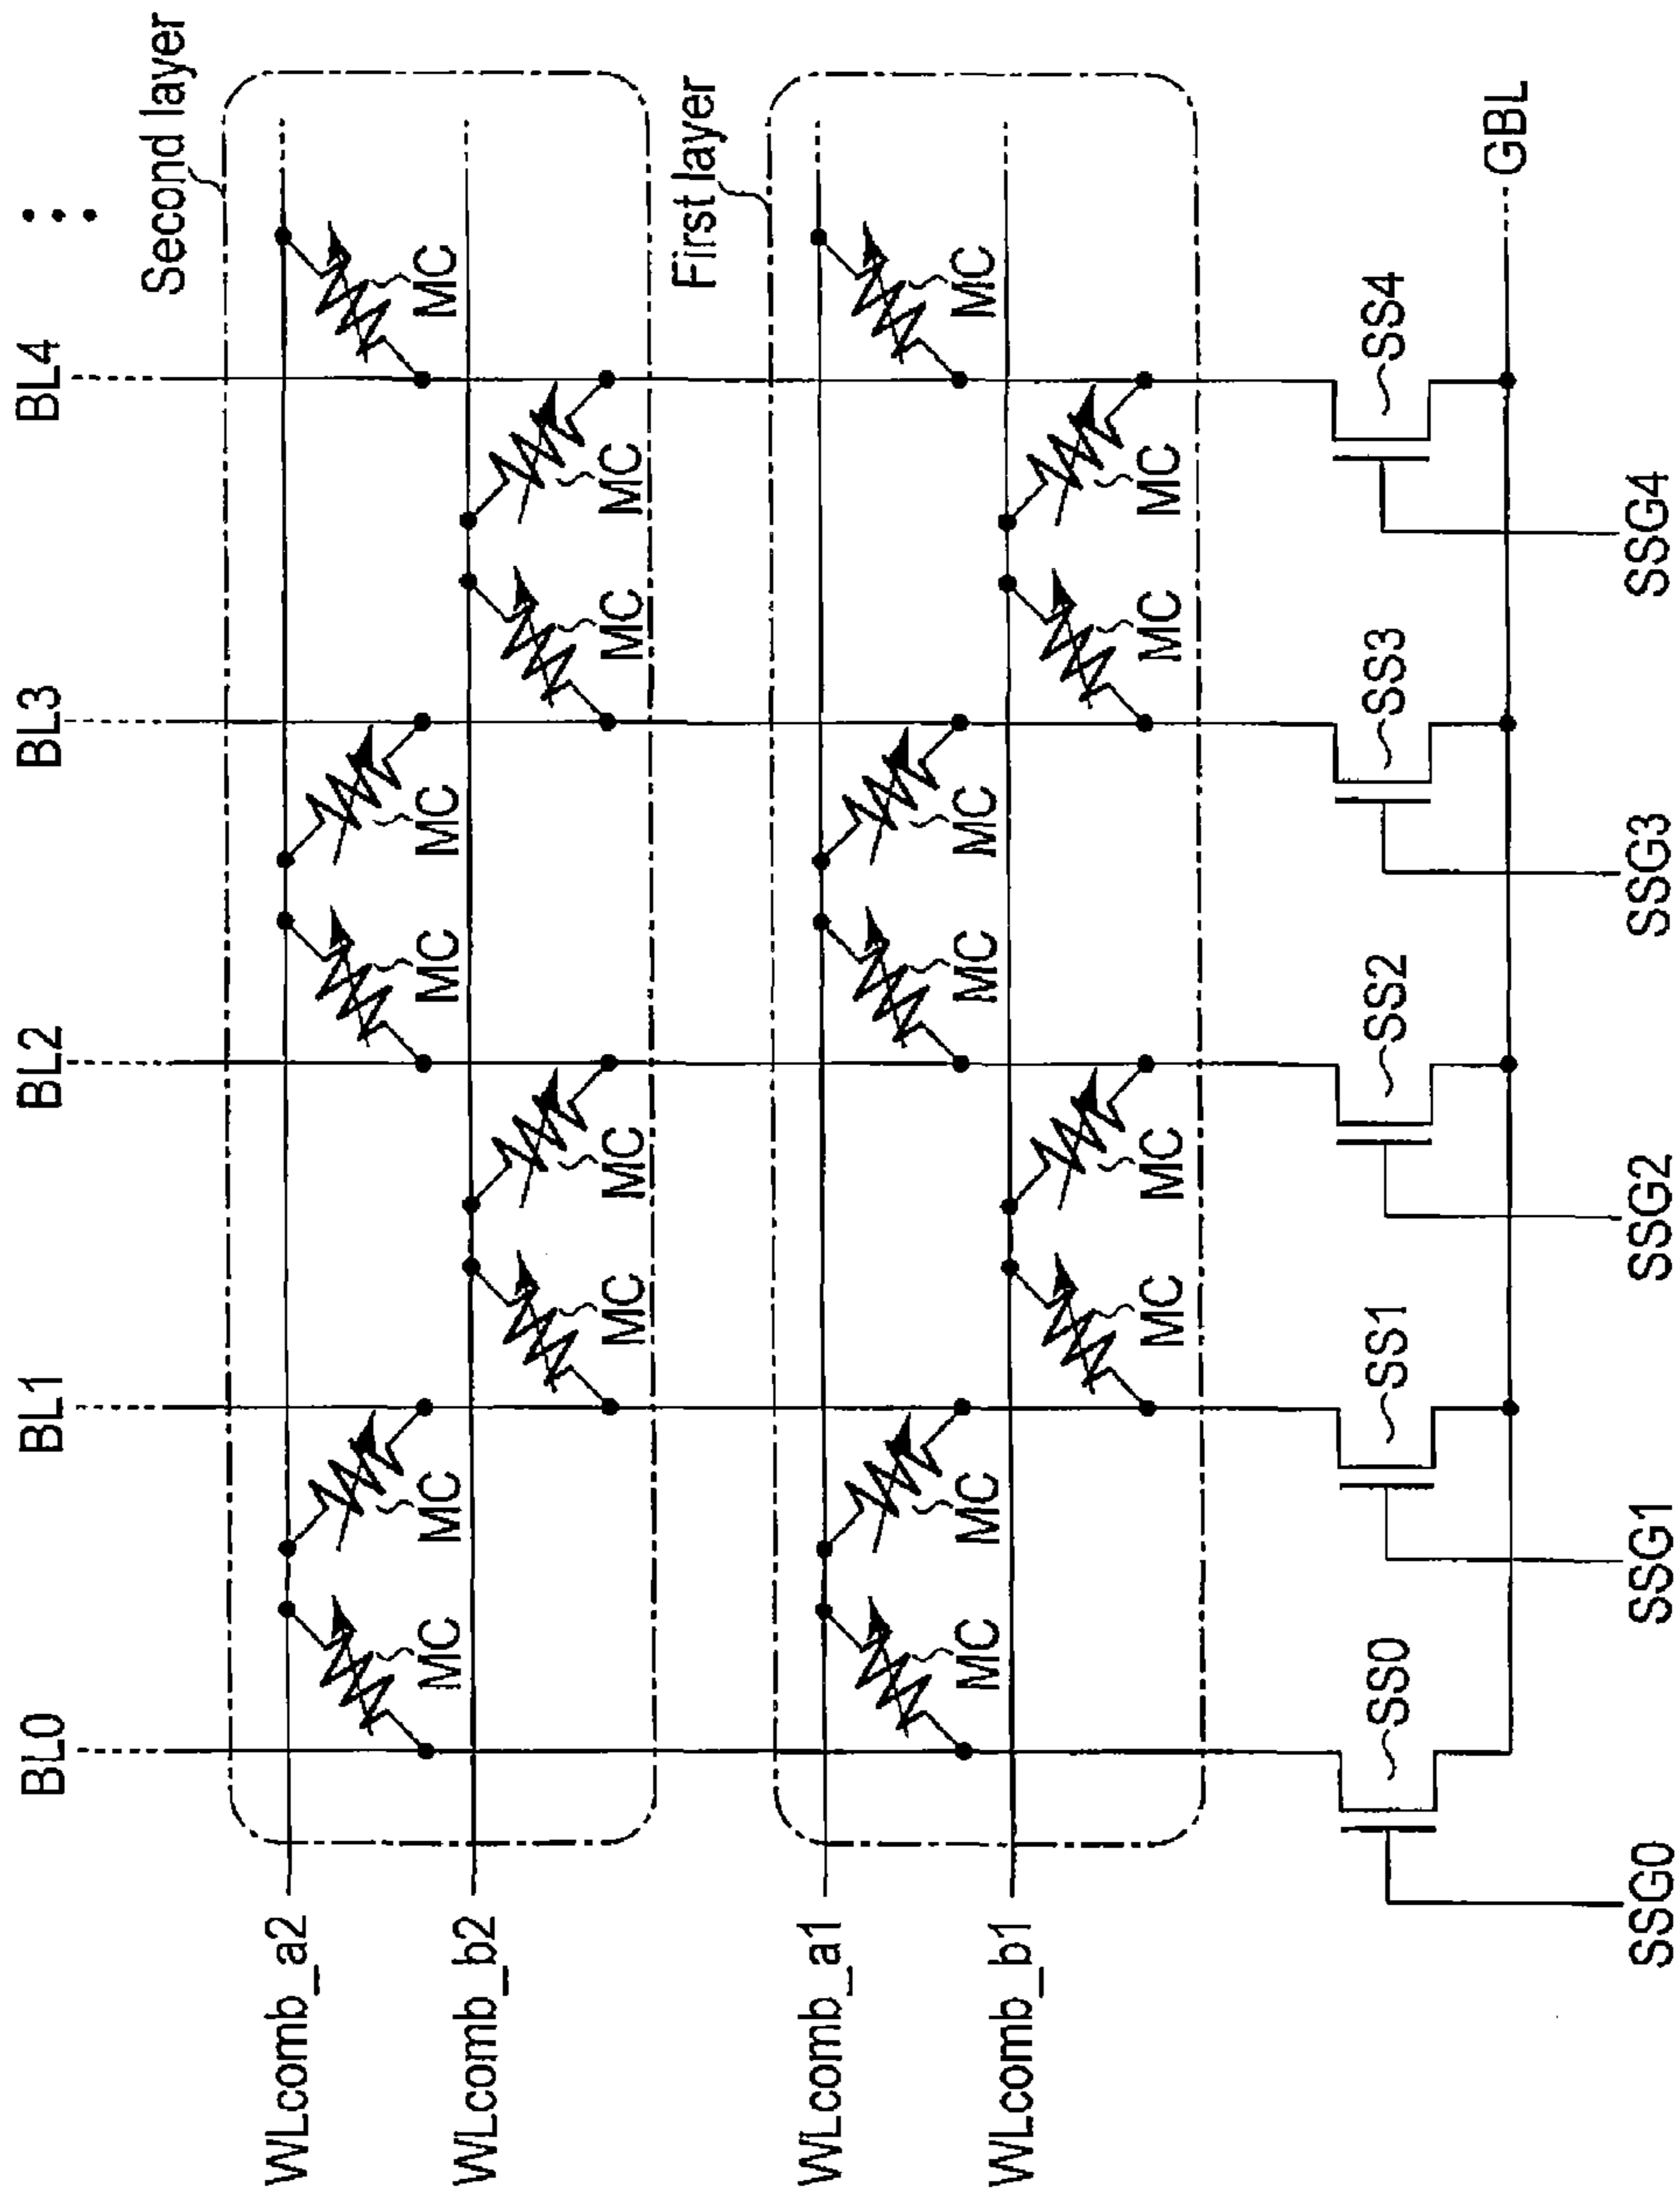 BL0 BL1 BL2 BL3 BL4
Second layer
WLcomb_a2
MC MC MC MC MC
WLcomb_b2
MC MC MC MC
First layer
WLcomb_a1
MC MC MC MC MC
WLcomb_b1
MC MC MC MC
SS0 SS1 SS2 SS3 SS4
GBL
SSG0 SSG1 SSG2 SSG3 SSG4